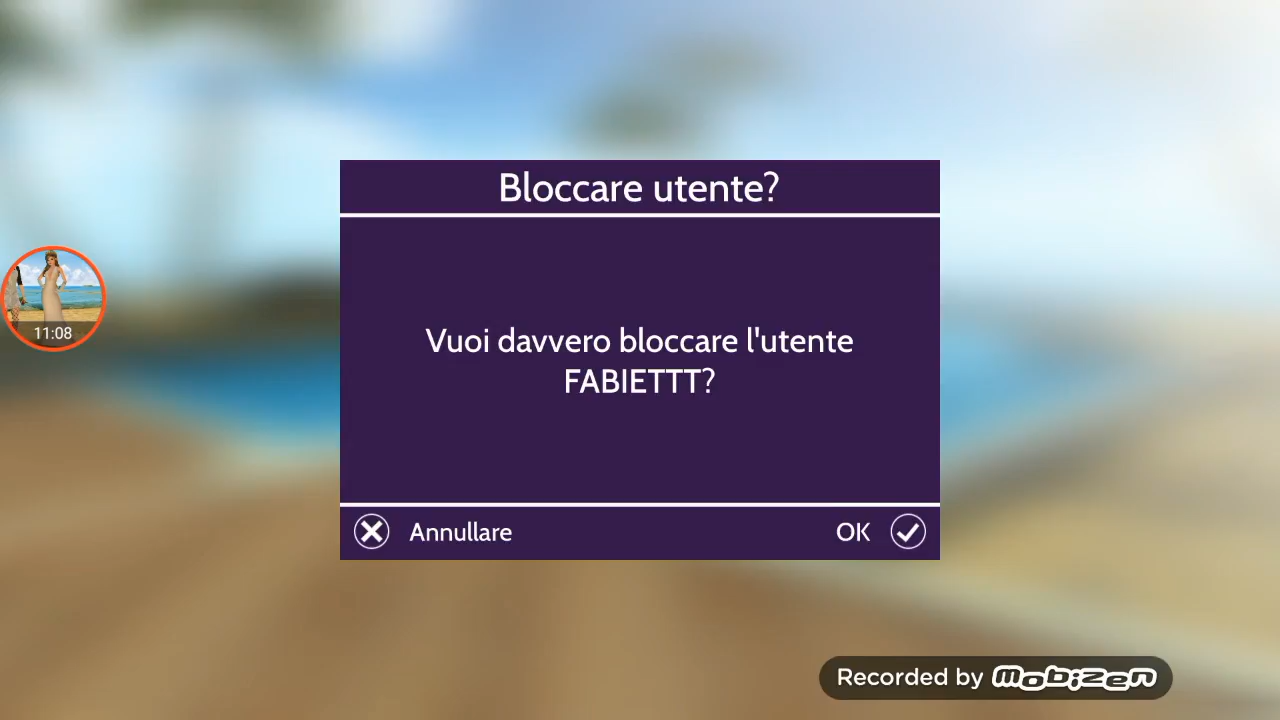 Bloccare utente?
Vuoi davvero bloccare l'utente
FABIETTT?
11:08
Annullare
OK
Recorded by mobizen